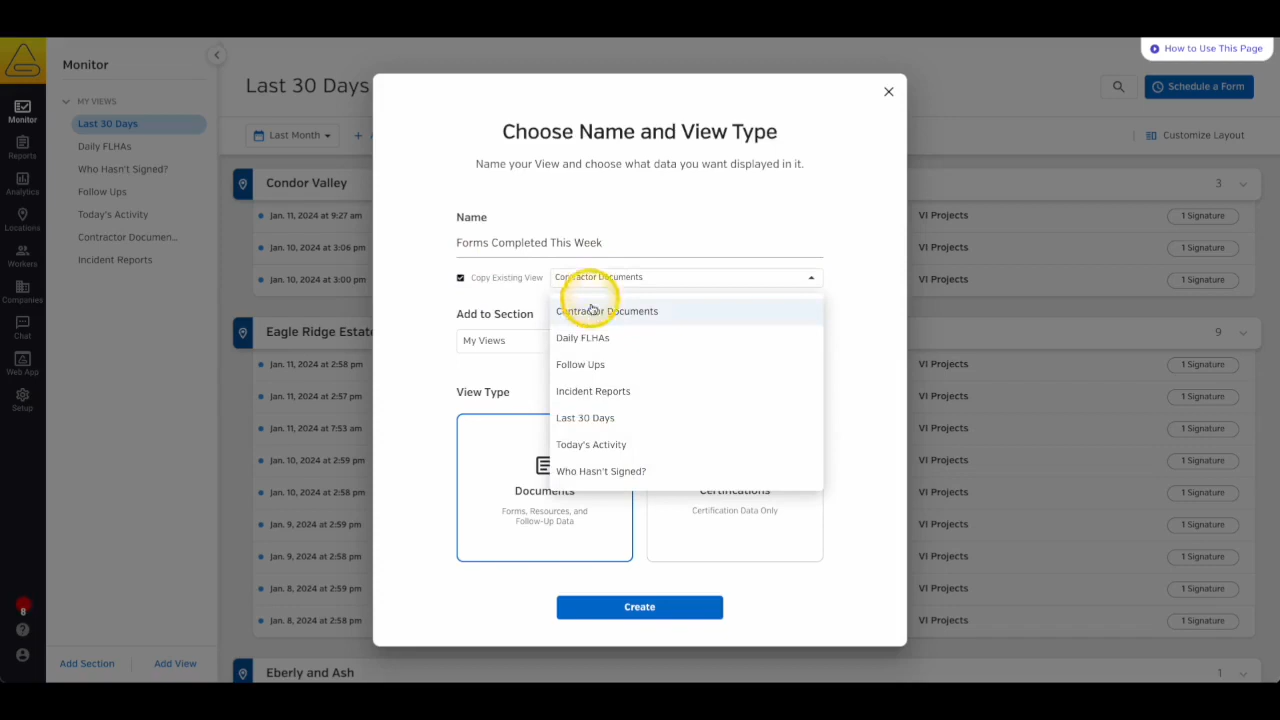 How to Use This Page
Monitor
Reports
Analytics
Locations
Workers
Companies
Chat
Web App
Setup
8
Monitor
MY VIEWS
Last 30 Days
Daily FLHAs
Who Hasn't Signed?
Follow Ups
Today's Activity
Contractor Documen...
Incident Reports
Add Section
Add View
Last 30 Days
Schedule a Form
Last Month
Customize Layout
Condor Valley
3
Jan. 11, 2024 at 9:27 am
VI Projects
1 Signature
Jan. 10, 2024 at 3:06 pm
VI Projects
1 Signature
Jan. 10, 2024 at 3:00 pm
VI Projects
1 Signature
Eagle Ridge Estate
9
Jan. 11, 2024 at 2:58 pm
VI Projects
1 Signature
Jan. 11, 2024 at 2:57 pm
VI Projects
1 Signature
Jan. 11, 2024 at 7:53 am
VI Projects
1 Signature
Jan. 10, 2024 at 2:59 pm
VI Projects
1 Signature
Jan. 10, 2024 at 2:58 pm
VI Projects
1 Signature
Jan. 9, 2024 at 2:59 pm
VI Projects
1 Signature
Jan. 9, 2024 at 2:58 pm
VI Projects
1 Signature
Jan. 8, 2024 at 2:59 pm
VI Projects
1 Signature
Jan. 8, 2024 at 2:58 pm
VI Projects
1 Signature
Eberly and Ash
1
Choose Name and View Type
Name your View and choose what data you want displayed in it.
Name
Forms Completed This Week
Copy Existing View
Contractor Documents
Contractor Documents
Daily FLHAs
Follow Ups
Incident Reports
Last 30 Days
Today's Activity
Who Hasn't Signed?
Add to Section
My Views
View Type
Documents
Forms, Resources, and
Follow-Up Data
Certifications
Certification Data Only
Create